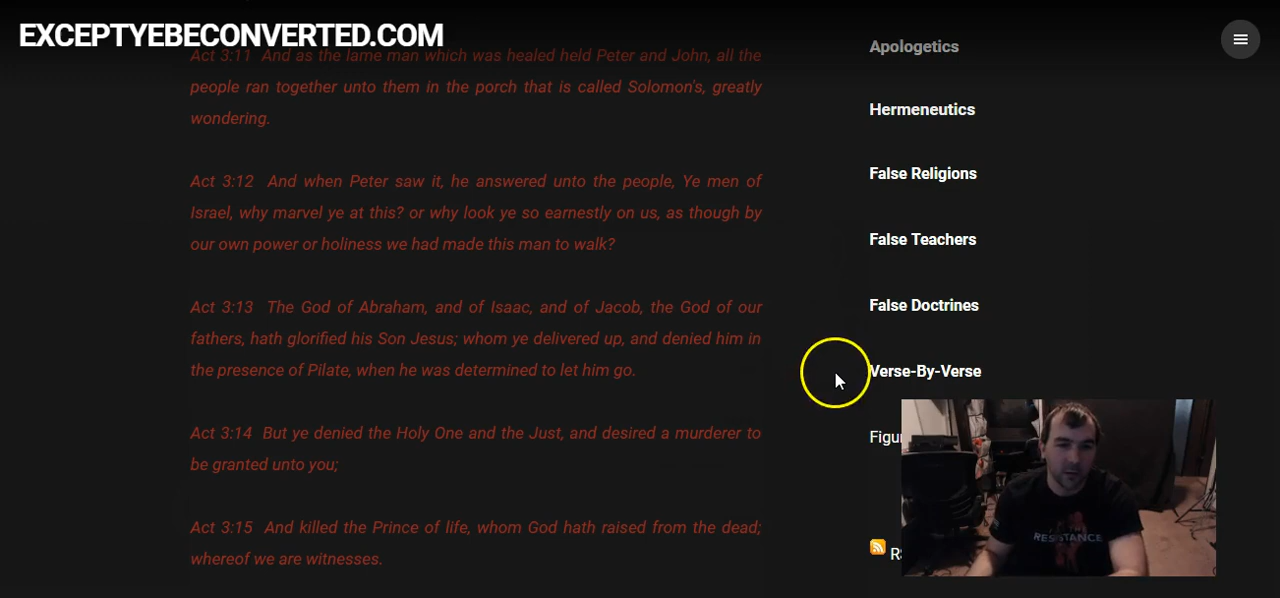 EXCEPTYEBECONVERTED.COM
Act 3:11 And as the lame man which was healed held Peter and John, all the
people ran together unto them in the porch that is called Solomon's, greatly
wondering.
Act 3:12 And when Peter saw it, he answered unto the people, Ye men of
Israel, why marvel ye at this? or why look ye so earnestly on us, as though by
our own power or holiness we had made this man to walk?
Act 3:13 The God of Abraham, and of Isaac, and of Jacob, the God of our
fathers, hath glorified his Son Jesus; whom ye delivered up, and denied him in
the presence of Pilate, when he was determined to let him go.
Act 3:14 But ye denied the Holy One and the Just, and desired a murderer to
be granted unto you;
Act 3:15 And killed the Prince of life, whom God hath raised from the dead;
whereof we are witnesses.
Apologetics
Hermeneutics
False Religions
False Teachers
False Doctrines
Verse-By-Verse
RESISTANCE